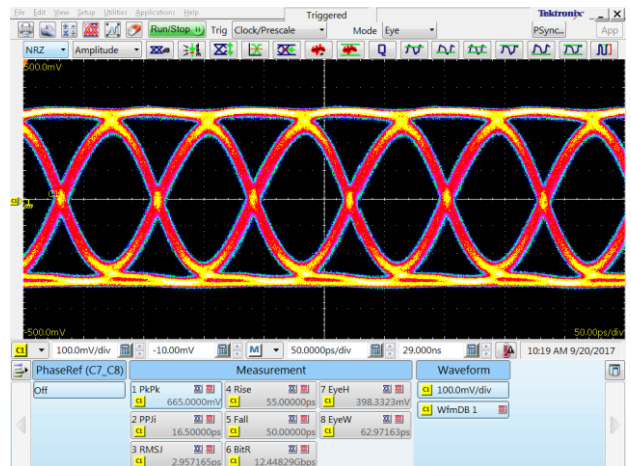 File Edit View Setup Utilities Applications Help Triggered Tektronix
Run/Stop Trig Clock/Prescale Mode Eye PSync... App
NRZ Amplitude Q
500.0mV
C1
-500.0mV 50.00ps/div
C1 100.0mV/div -10.00mV M 50.0000ps/div 29.000ns 10:19 AM 9/20/2017
PhaseRef (C7_C8) Measurement Waveform
Off 1 PkPk 4 Rise 7 EyeH C1 100.0mV/div
C1 665.0000mV C1 55.00000ps C1 398.3323mV
2 PPJi 5 Fall 8 EyeW C1 WfmDB 1
C1 16.50000ps C1 50.00000ps C1 62.97163ps
3 RMSJ 6 BitR
C1 2.957165ps C1 12.44829Gbps